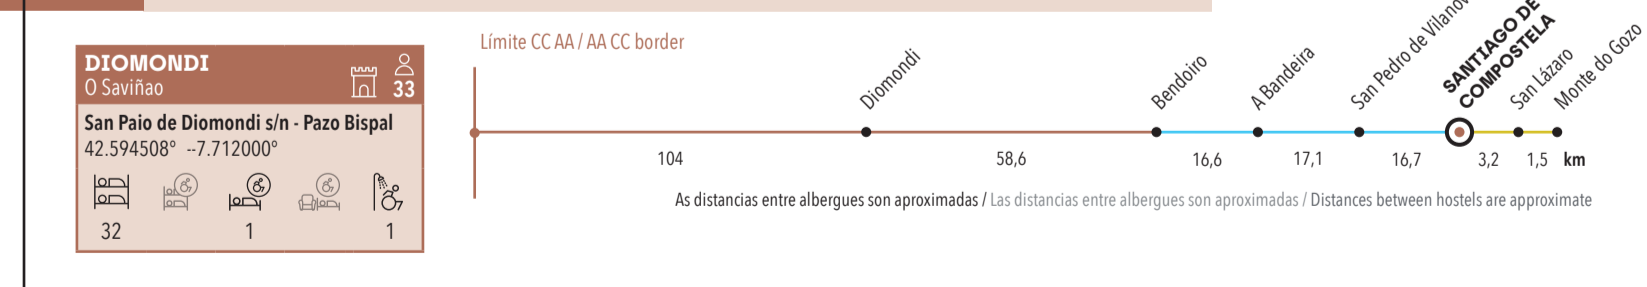 DIOMONDI
O Saviñao
33
San Paio de Diomondi s/n - Pazo Bispal
42.594508º --7.712000º
32 1 1
Límite CC AA / AA CC border
Diomondi
Bendoiro
A Bandeira
San Pedro de Vilanov
SANTIAGO DE
COMPOSTELA
San Lázaro
Monte do Gozo
104 58,6 16,6 17,1 16,7 3,2 1,5 km
As distancias entre albergues son aproximadas / Las distancias entre albergues son aproximadas / Distances between hostels are approximate